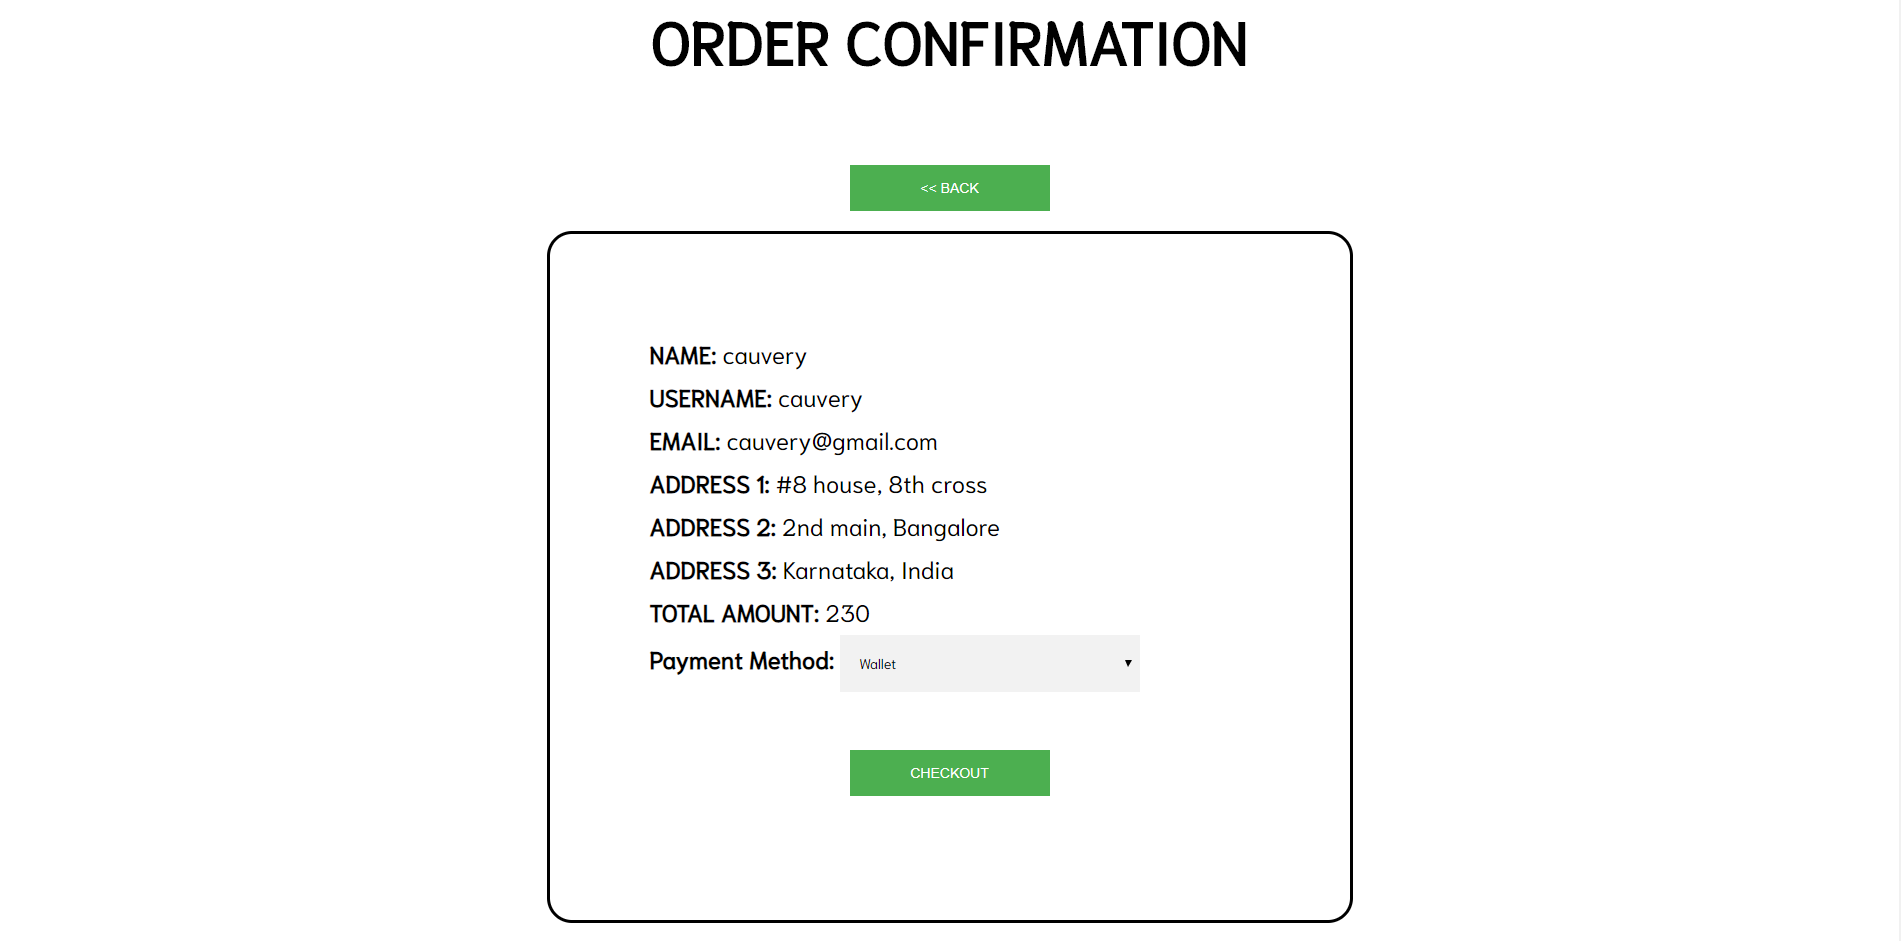 ORDER CONFIRMATION
<< BACK
NAME: cauvery
USERNAME: cauvery
EMAIL: cauvery@gmail.com
ADDRESS 1: #8 house, 8th cross
ADDRESS 2: 2nd main, Bangalore
ADDRESS 3: Karnataka, India
TOTAL AMOUNT: 230
Payment Method: Wallet
CHECKOUT